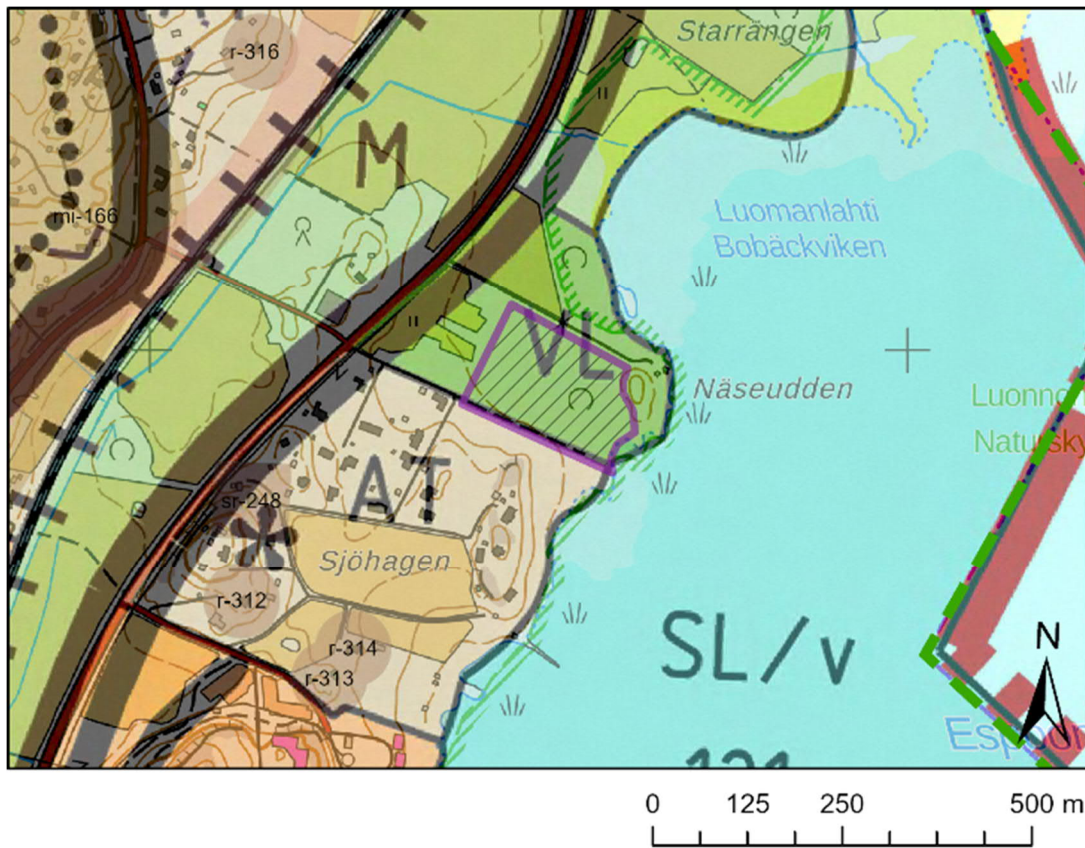 Starrängen
r-316
M
mi-166
Luomanlahti
Bobäckviken
VL
Näseudden
AT
sr-248
Sjöhagen
r-312
r-314
r-313
SL/v
N
0 125 250 500 m